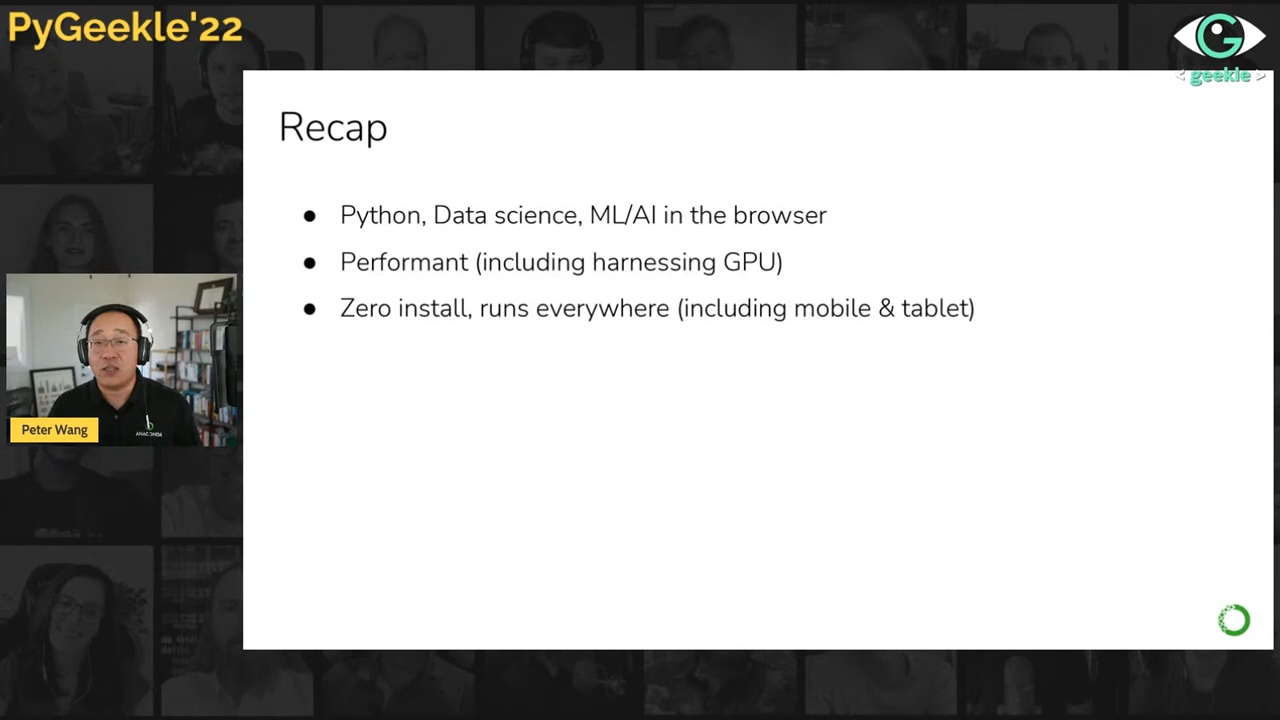 PyGeekle'22
< geekle >
Recap
● Python, Data science, ML/AI in the browser
● Performant (including harnessing GPU)
● Zero install, runs everywhere (including mobile & tablet)
Peter Wang
ANACONDA